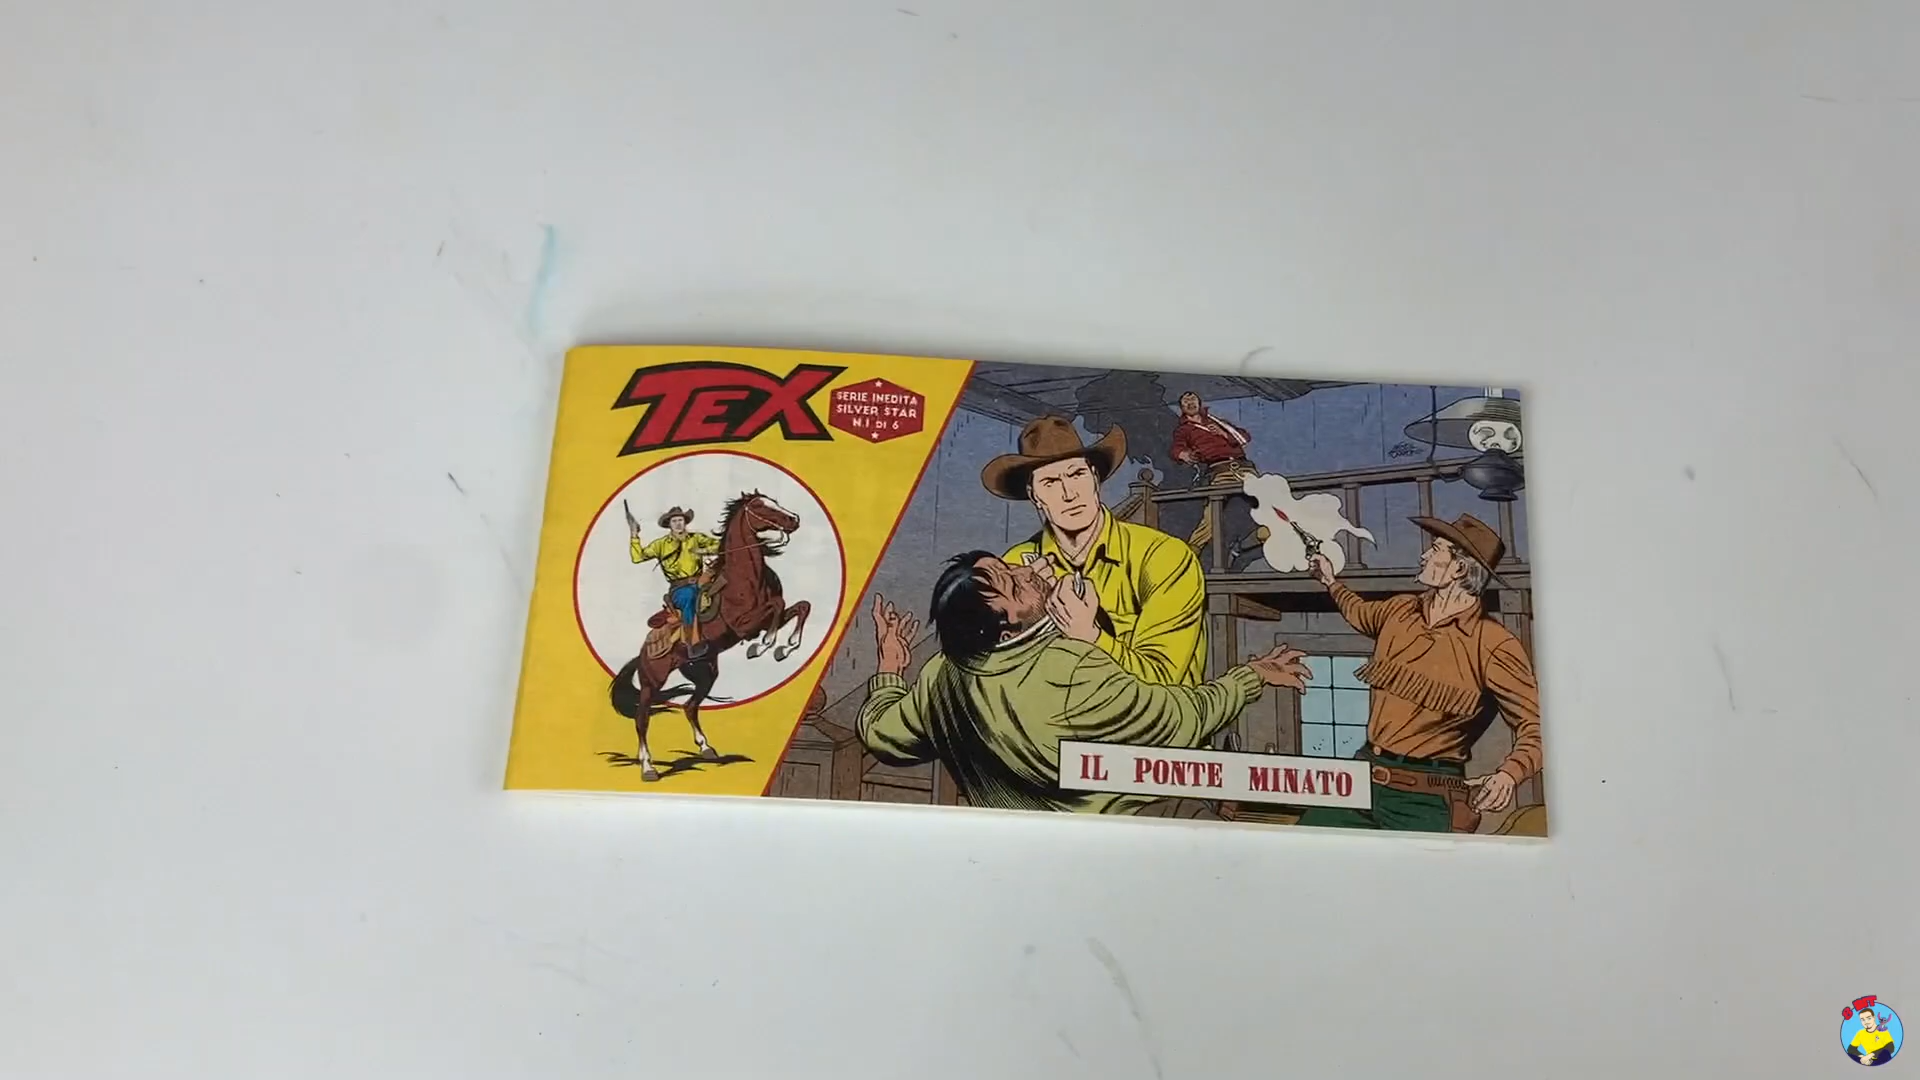 TEX
SERIE INEDITA
SILVER STAR
N.1 DI 6
IL PONTE MINATO